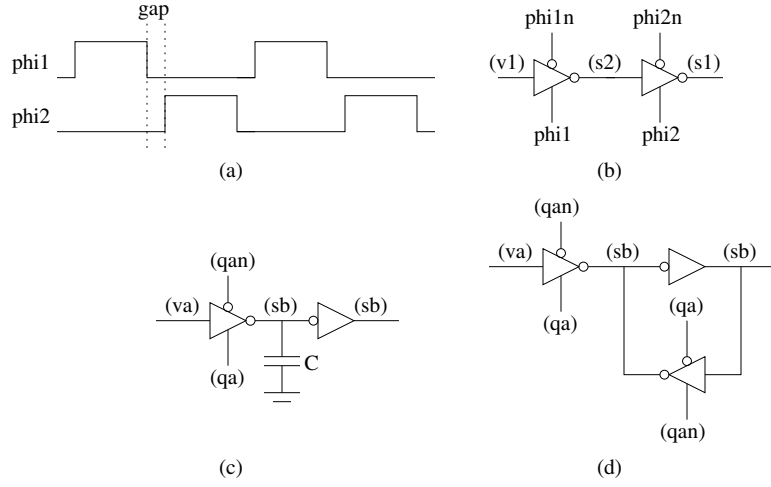 gap
phi1
phi2
(a)
phi1n phi2n
(v1) (s2) (s1)
phi1 phi2
(b)
(qan)
(va) (sb) (sb)
(qa)
C
(c)
(qan)
(va) (sb) (sb)
(qa) (qa)
(qan)
(d)